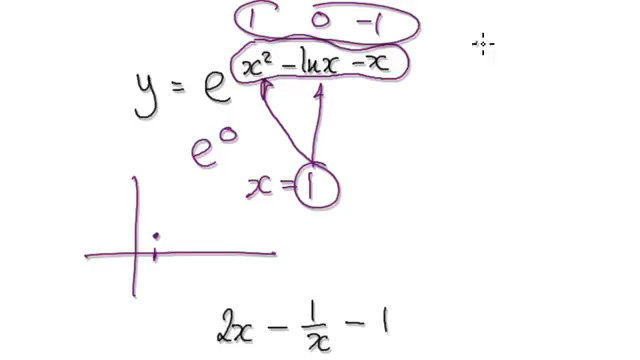 1 0 -1
y = e^{x² - ln x - x}
e⁰
x = 1
2x - 1/x - 1